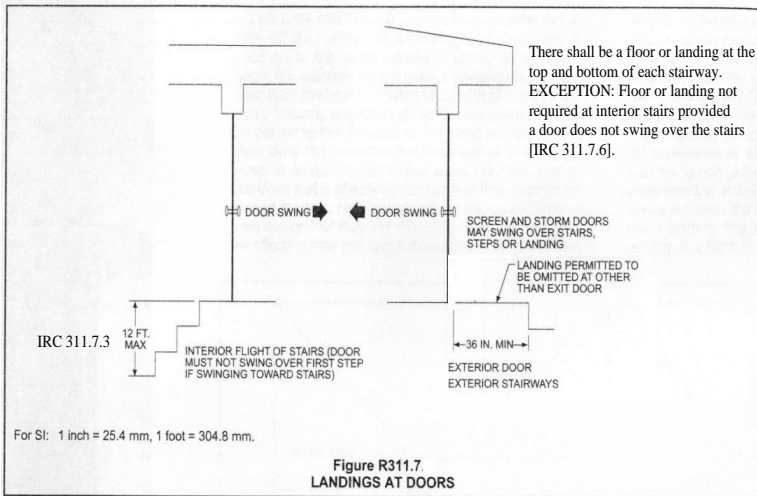 There shall be a floor or landing at the
top and bottom of each stairway.
EXCEPTION: Floor or landing not
required at interior stairs provided
a door does not swing over the stairs
[IRC 311.7.6].
DOOR SWING
DOOR SWING
SCREEN AND STORM DOORS
MAY SWING OVER STAIRS,
STEPS OR LANDING
LANDING PERMITTED TO
BE OMITTED AT OTHER
THAN EXIT DOOR
IRC 311.7.3
12 FT.
MAX
INTERIOR FLIGHT OF STAIRS (DOOR
MUST NOT SWING OVER FIRST STEP
IF SWINGING TOWARD STAIRS)
36 IN. MIN
EXTERIOR DOOR
EXTERIOR STAIRWAYS
For SI: 1 inch = 25.4 mm, 1 foot = 304.8 mm.
Figure R311.7.
LANDINGS AT DOORS